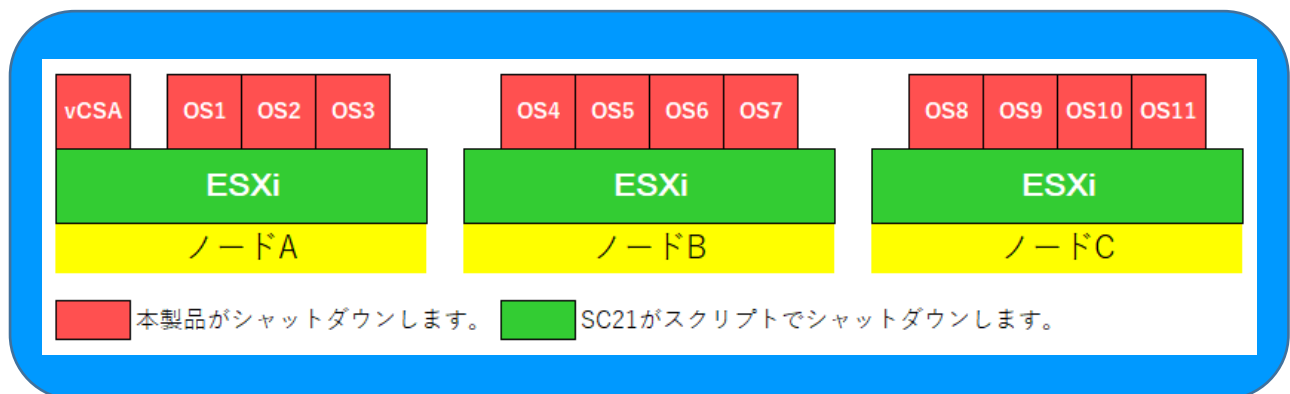 vCSA OS1 OS2 OS3 OS4 OS5 OS6 OS7 OS8 OS9 OS10 OS11
ESXi ESXi ESXi
ノードA ノードB ノードC
本製品がシャットダウンします。 SC21がスクリプトでシャットダウンします。